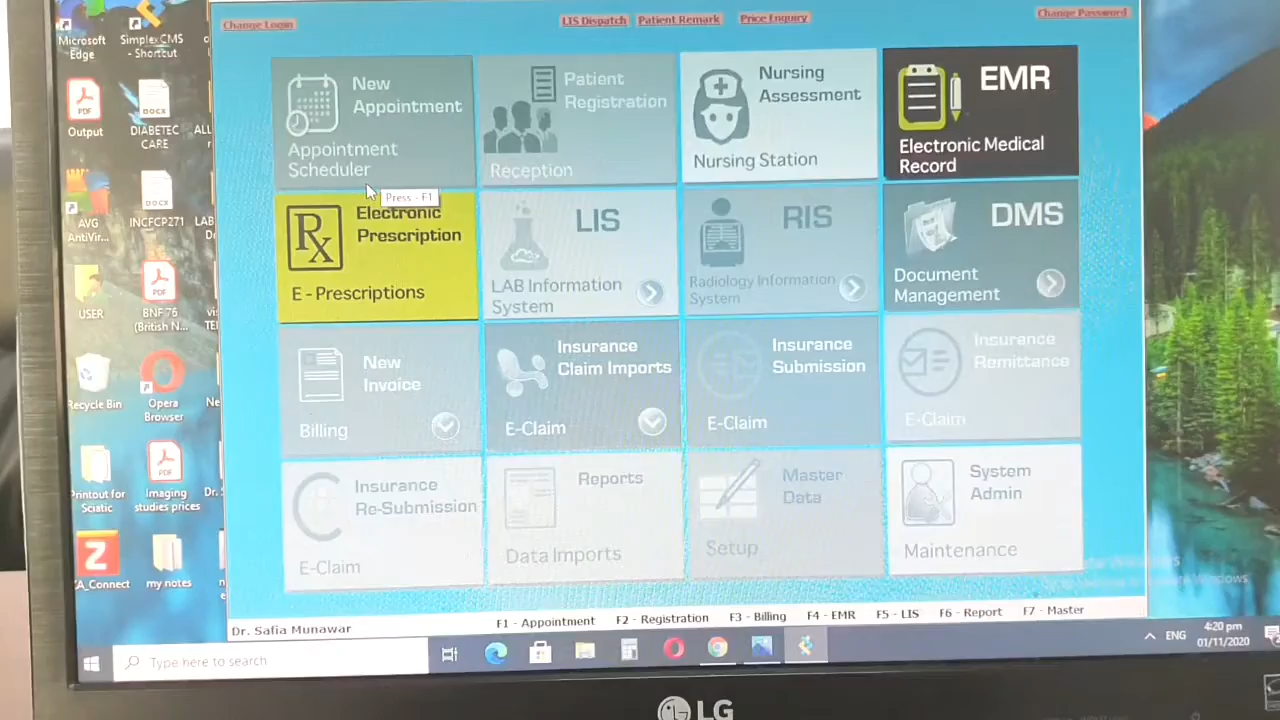 Change Login
LIS Dispatch
Patient Remark
Price Enquiry
Change Password
Microsoft
Edge
Simplex CMS
- Shortcut
Output
DIABETEC
CARE
AVG
AntiVir...
INCFCP271
USER
BNF 76
(British N...
Recycle Bin
Opera
Browser
Printout for
Sciatic
Imaging
studies prices
my notes
New
Appointment
Appointment
Scheduler
Press - F1
Patient
Registration
Reception
Nursing
Assessment
Nursing Station
EMR
Electronic Medical
Record
Rx
Electronic
Prescription
E - Prescriptions
LIS
LAB Information
System
RIS
Radiology Information
System
DMS
Document
Management
New
Invoice
Billing
Insurance
Claim Imports
E-Claim
Insurance
Submission
E-Claim
Insurance
Remittance
E-Claim
Insurance
Re-Submission
E-Claim
Reports
Data Imports
Master
Data
Setup
System
Admin
Maintenance
Dr. Safia Munawar
F1 - Appointment
F2 - Registration
F3 - Billing
F4 - EMR
F5 - LIS
F6 - Report
F7 - Master
Type here to search
ENG
4:20 pm
01/11/2020
LG